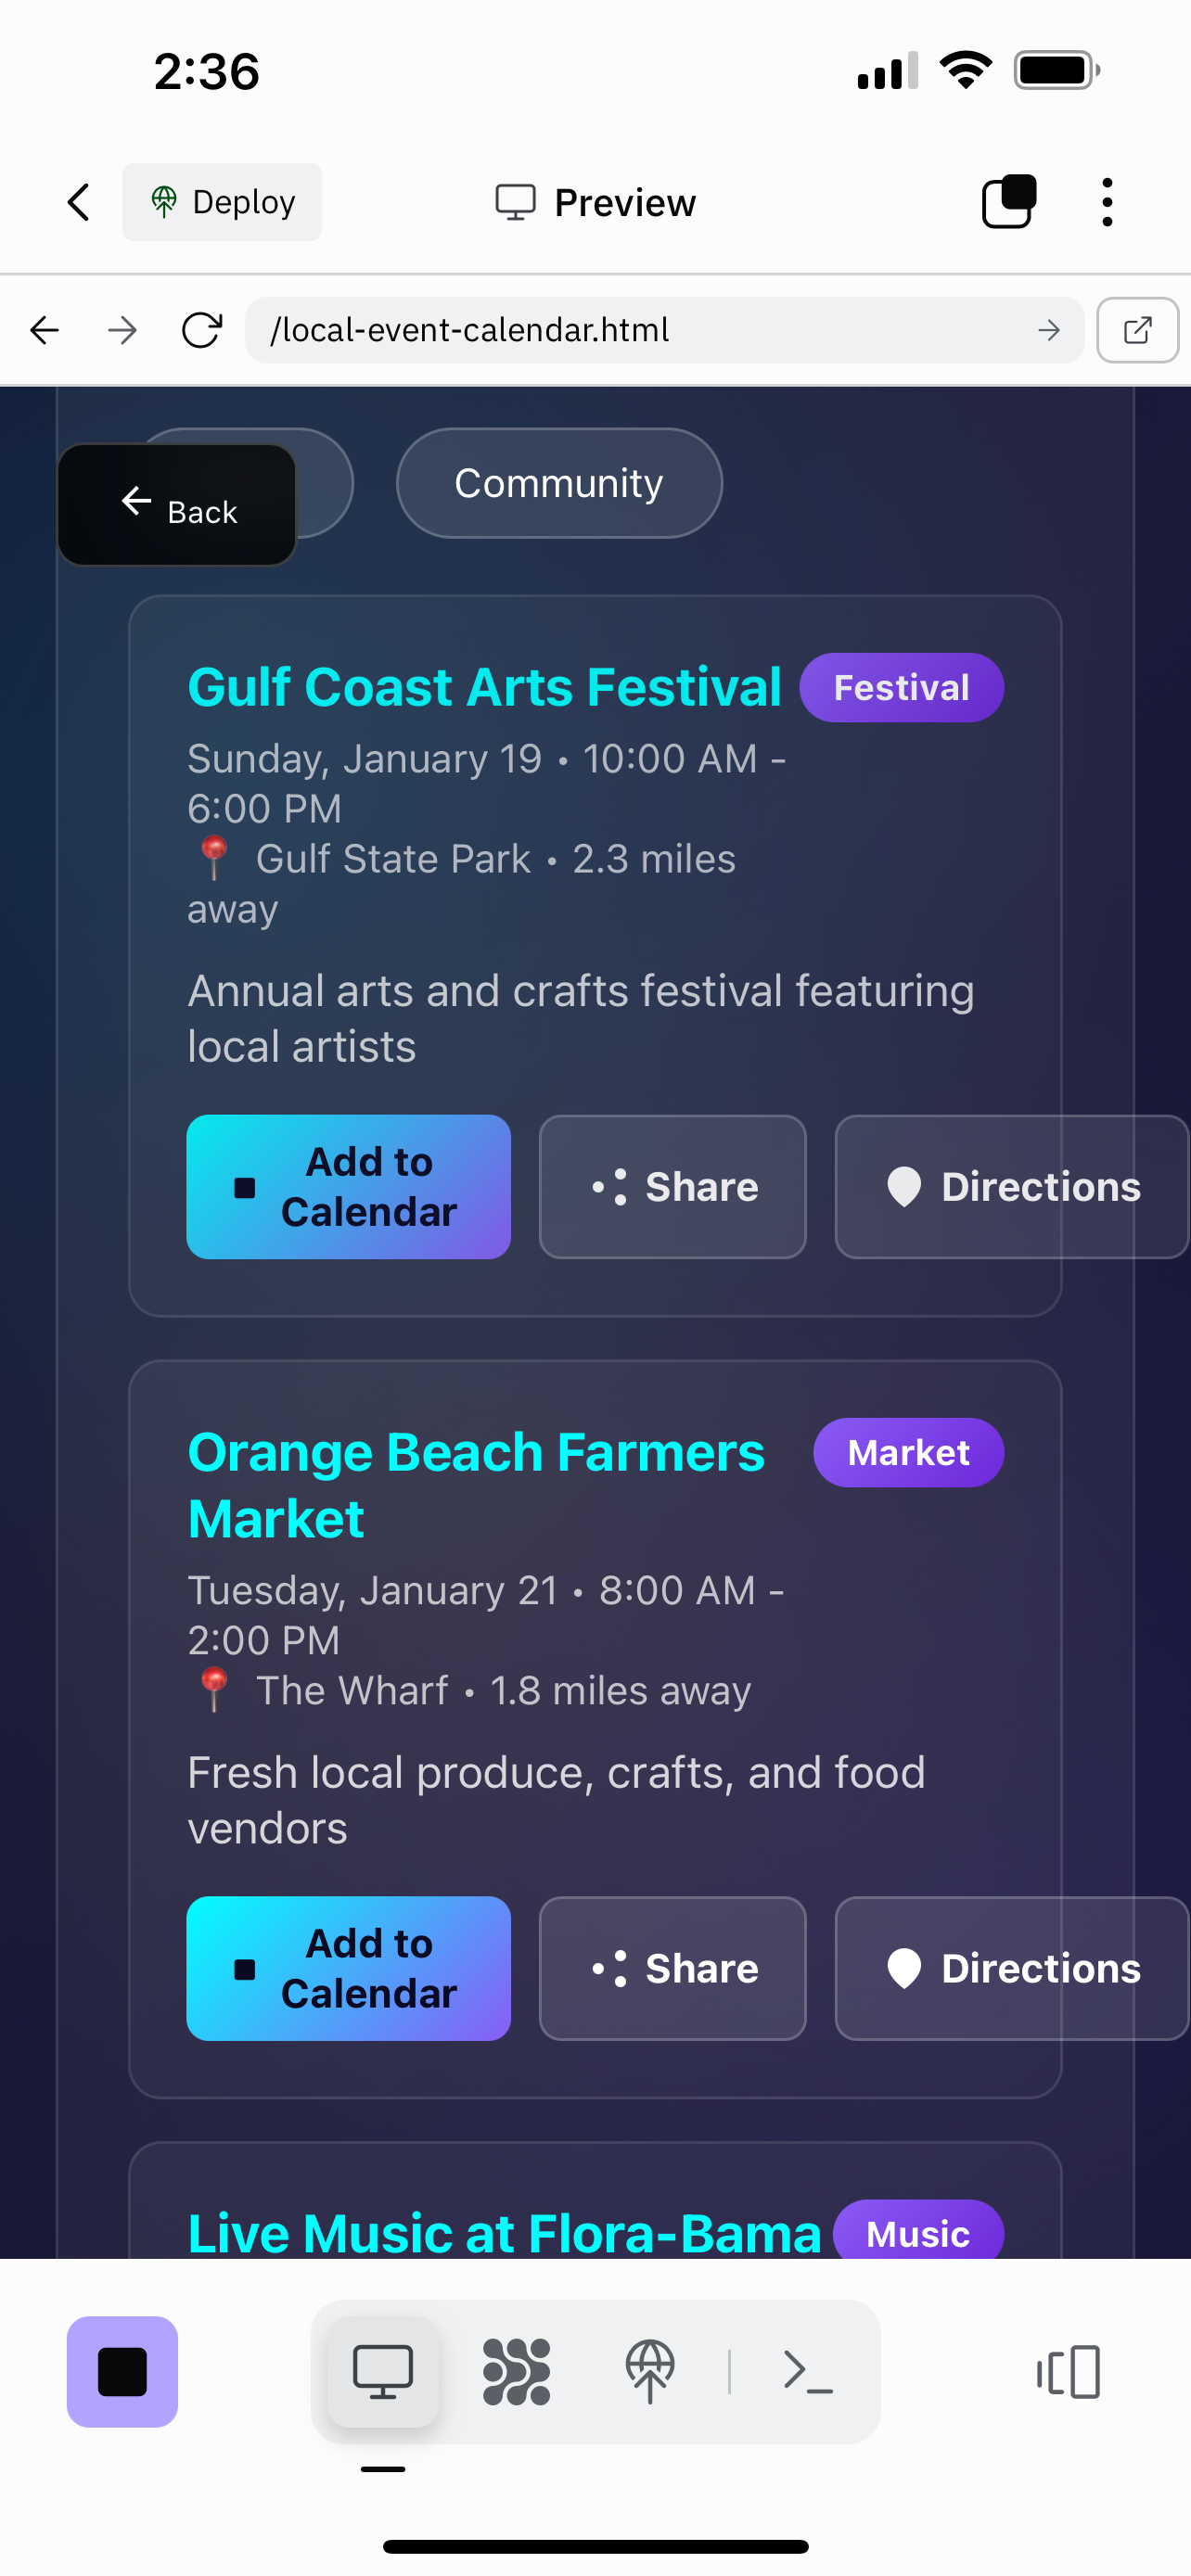 2:36
Deploy
Preview
/local-event-calendar.html
Community
Back
Gulf Coast Arts Festival
Festival
Sunday, January 19 • 10:00 AM -
6:00 PM
Gulf State Park • 2.3 miles
away
Annual arts and crafts festival featuring
local artists
Add to
Calendar
Share
Directions
Orange Beach Farmers
Market
Market
Tuesday, January 21 • 8:00 AM -
2:00 PM
The Wharf • 1.8 miles away
Fresh local produce, crafts, and food
vendors
Add to
Calendar
Share
Directions
Live Music at Flora-Bama
Music